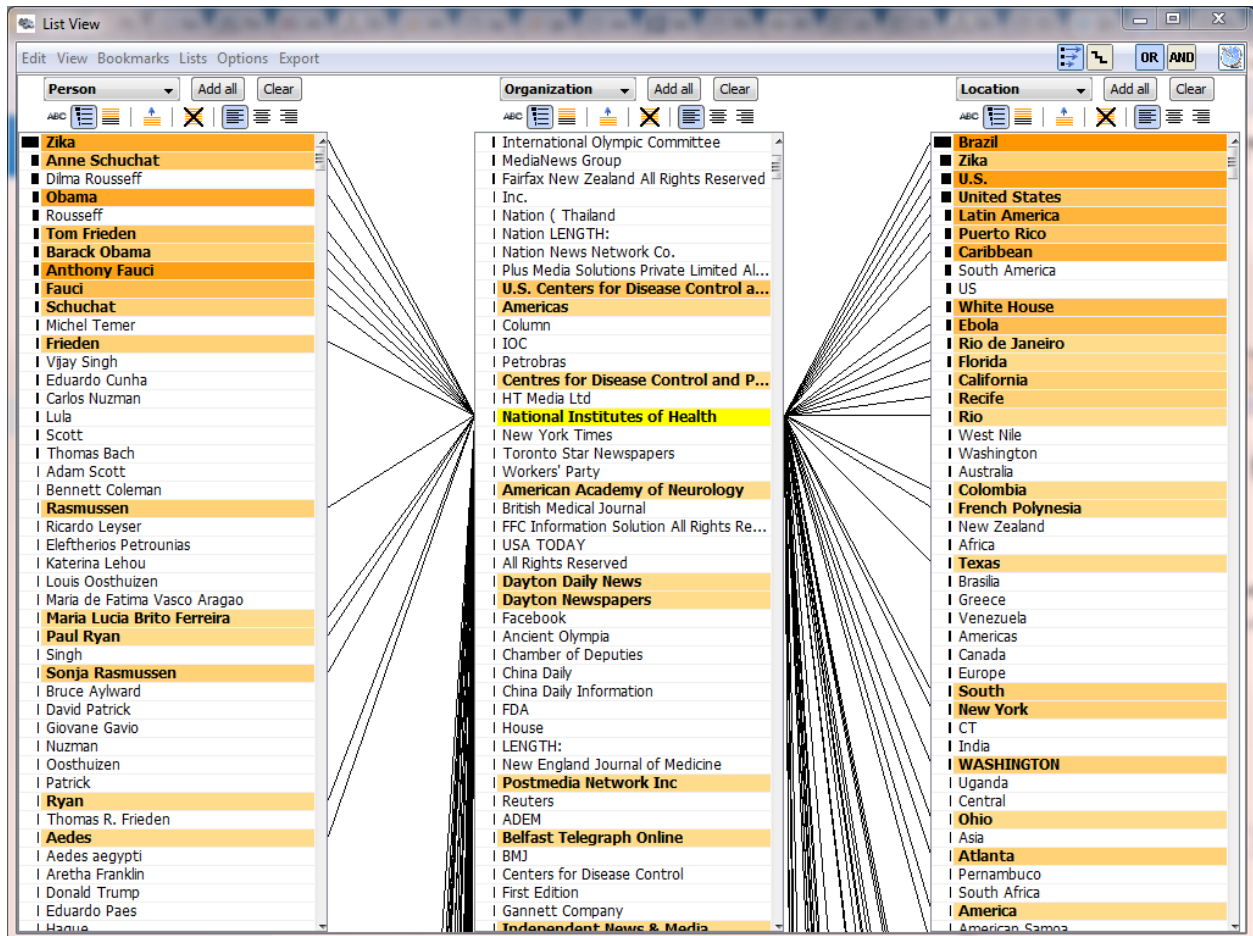 List View
Edit View Bookmarks Lists Options Export
OR AND
Person Add all Clear
ABC
Zika
Anne Schuchat
Dilma Rousseff
Obama
Rousseff
Tom Frieden
Barack Obama
Anthony Fauci
Fauci
Schuchat
Michel Temer
Frieden
Vijay Singh
Eduardo Cunha
Carlos Nuzman
Lula
Scott
Thomas Bach
Adam Scott
Bennett Coleman
Rasmussen
Ricardo Leyser
Eleftherios Petrounias
Katerina Lehou
Louis Oosthuizen
Maria de Fatima Vasco Aragao
Maria Lucia Brito Ferreira
Paul Ryan
Singh
Sonja Rasmussen
Bruce Aylward
David Patrick
Giovane Gavio
Nuzman
Oosthuizen
Patrick
Ryan
Thomas R. Frieden
Aedes
Aedes aegypti
Aretha Franklin
Donald Trump
Eduardo Paes
Hague
Organization Add all Clear
ABC
International Olympic Committee
MediaNews Group
Fairfax New Zealand All Rights Reserved
Inc.
Nation ( Thailand
Nation LENGTH:
Nation News Network Co.
Plus Media Solutions Private Limited Al...
U.S. Centers for Disease Control a...
Americas
Column
IOC
Petrobras
Centres for Disease Control and P...
HT Media Ltd
National Institutes of Health
New York Times
Toronto Star Newspapers
Workers' Party
American Academy of Neurology
British Medical Journal
FFC Information Solution All Rights Re...
USA TODAY
All Rights Reserved
Dayton Daily News
Dayton Newspapers
Facebook
Ancient Olympia
Chamber of Deputies
China Daily
China Daily Information
FDA
House
LENGTH:
New England Journal of Medicine
Postmedia Network Inc
Reuters
ADEM
Belfast Telegraph Online
BMJ
Centers for Disease Control
First Edition
Gannett Company
Independent News & Media
Location Add all Clear
ABC
Brazil
Zika
U.S.
United States
Latin America
Puerto Rico
Caribbean
South America
US
White House
Ebola
Rio de Janeiro
Florida
California
Recife
Rio
West Nile
Washington
Australia
Colombia
French Polynesia
New Zealand
Africa
Texas
Brasilia
Greece
Venezuela
Americas
Canada
Europe
South
New York
CT
India
WASHINGTON
Uganda
Central
Ohio
Asia
Atlanta
Pernambuco
South Africa
America
American Samoa